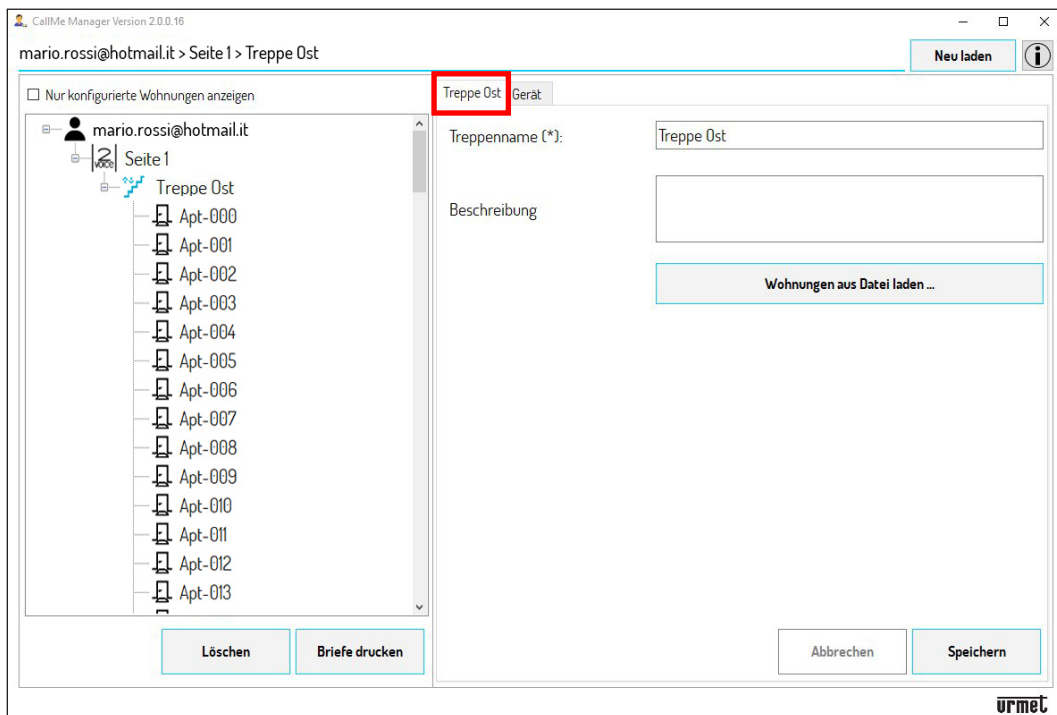 CallMe Manager Version 2.0.0.16
mario.rossi@hotmail.it > Seite 1 > Treppe Ost
Neu laden
Nur konfigurierte Wohnungen anzeigen
mario.rossi@hotmail.it
2 VOICE Seite 1
Treppe Ost
Apt-000
Apt-001
Apt-002
Apt-003
Apt-004
Apt-005
Apt-006
Apt-007
Apt-008
Apt-009
Apt-010
Apt-011
Apt-012
Apt-013
Löschen
Briefe drucken
Treppe Ost
Gerät
Treppenname (*):
Treppe Ost
Beschreibung
Wohnungen aus Datei laden ...
Abbrechen
Speichern
urmet